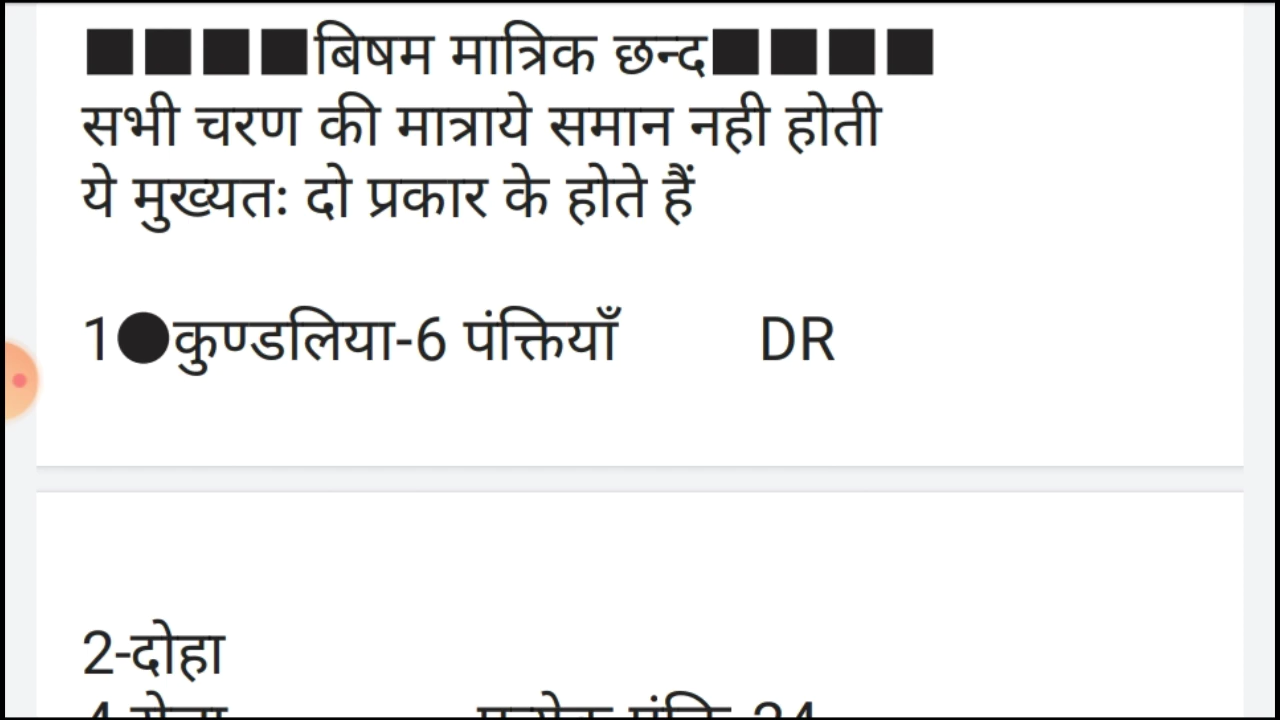 ■■■■बिषम मात्रिक छन्द■■■■
सभी चरण की मात्राये समान नही होती
ये मुख्यतः दो प्रकार के होते हैं
1●कुण्डलिया-6 पंक्तियाँ DR
2-दोहा